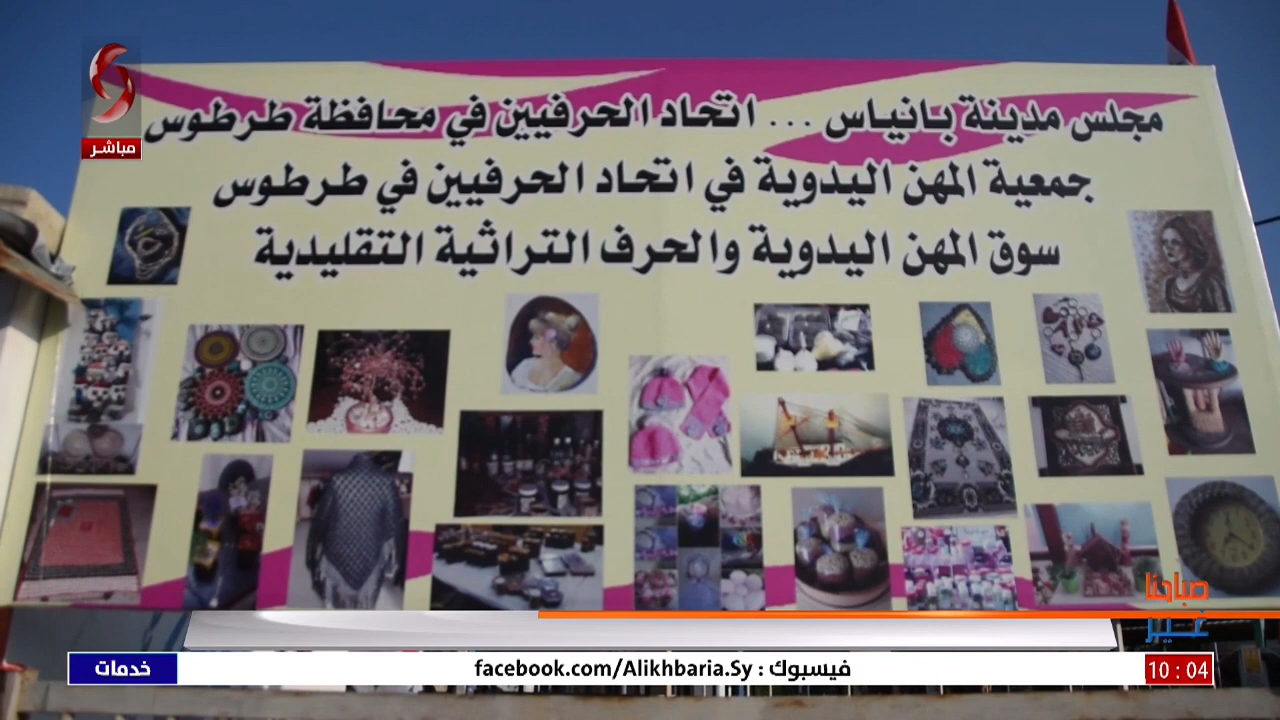 مجلس مدينة بانياس ... اتحاد الحرفيين في محافظة طرطوس
جمعية المهن اليدوية في اتحاد الحرفيين في طرطوس
سوق المهن اليدوية والحرف التراثية التقليدية
مباشر
صباحنا
غير
خدمات
فيسبوك : facebook.com/Alikhbaria.Sy
10 : 04